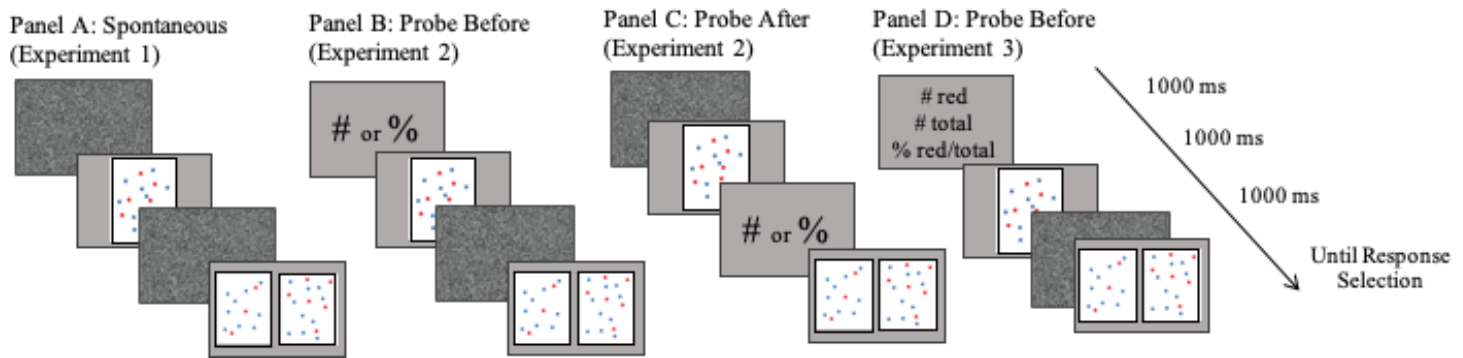 Panel A: Spontaneous
(Experiment 1)
Panel B: Probe Before
(Experiment 2)
Panel C: Probe After
(Experiment 2)
Panel D: Probe Before
(Experiment 3)
# or %
# or %
# red
# total
% red/total
1000 ms
1000 ms
1000 ms
Until Response
Selection